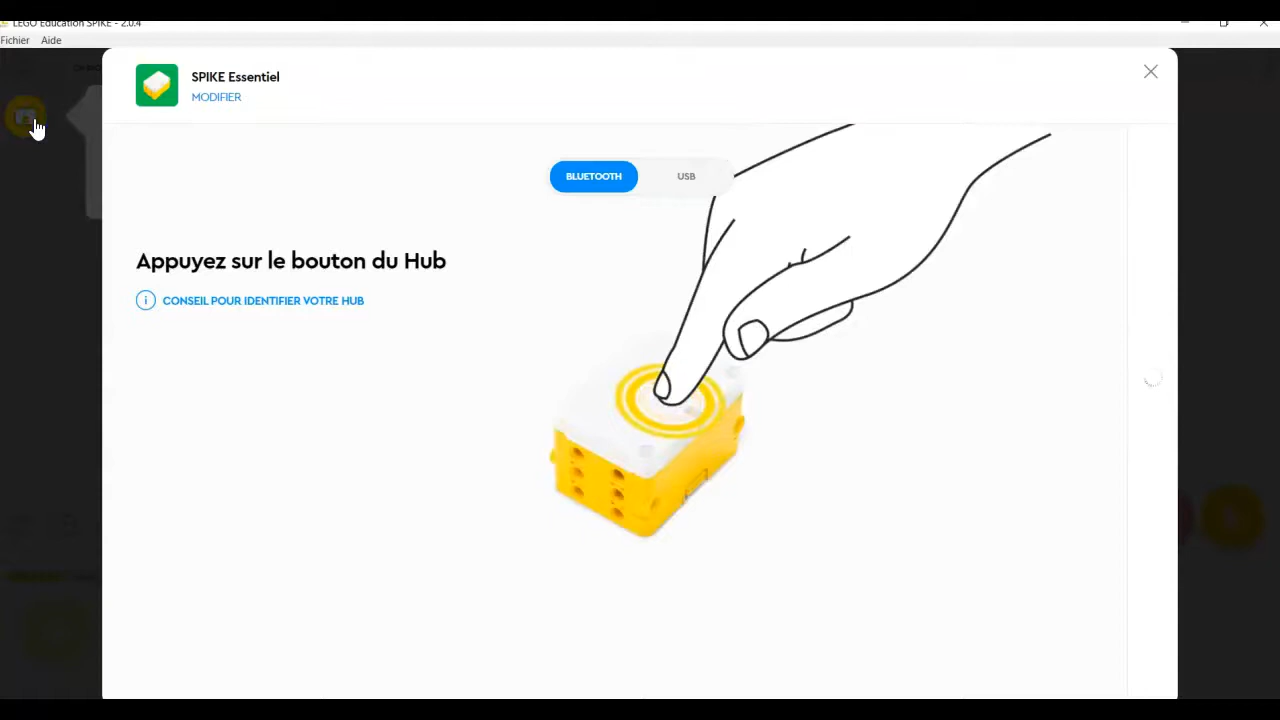 LEGO Education SPIKE - 2.0.4
Fichier Aide
SPIKE Essentiel
MODIFIER
BLUETOOTH USB
Appuyez sur le bouton du Hub
i CONSEIL POUR IDENTIFIER VOTRE HUB